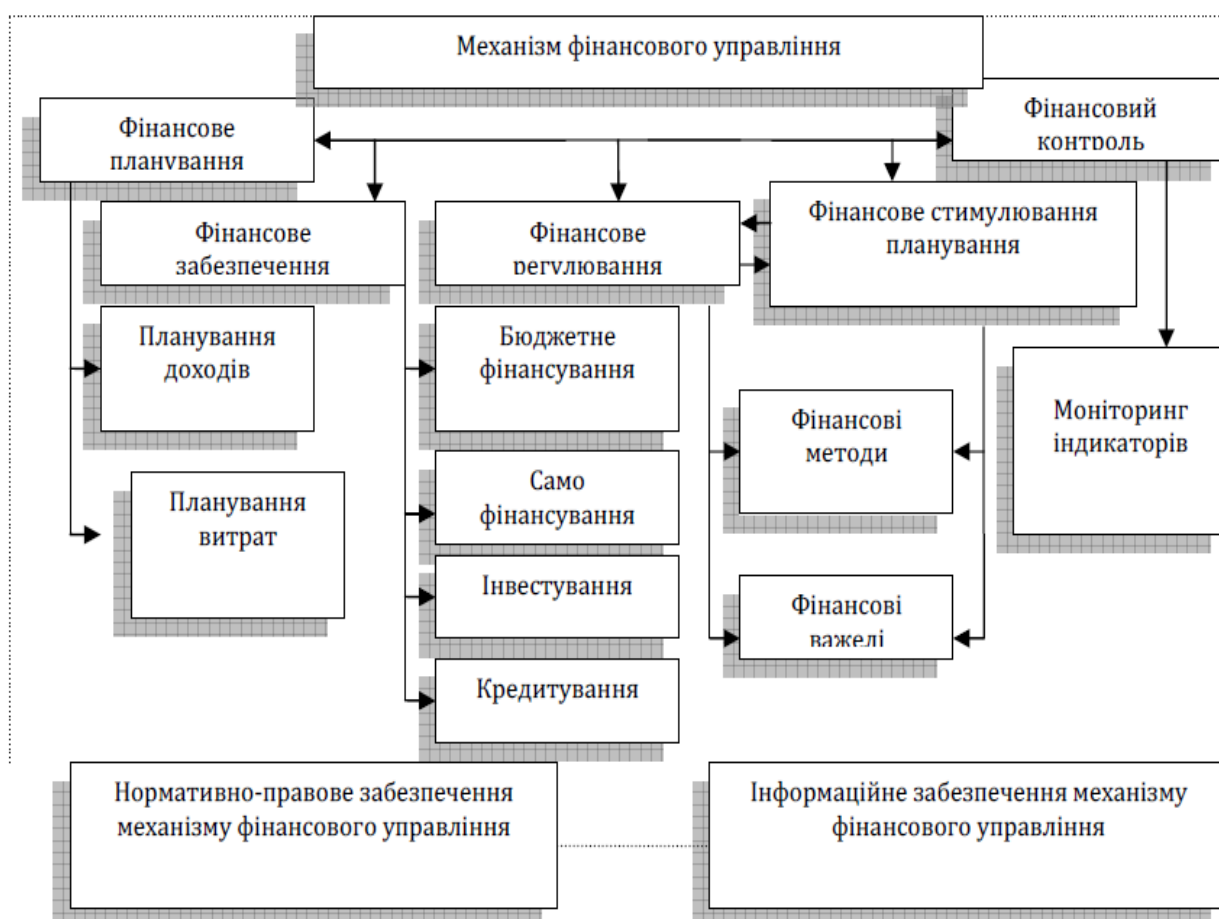 Механізм фінансового управління
Фінансове
планування
Фінансовий
контроль
Фінансове
забезпечення
Фінансове
регулювання
Фінансове стимулювання
планування
Планування
доходів
Планування
витрат
Бюджетне
фінансування
Само
фінансування
Інвестування
Кредитування
Фінансові
методи
Фінансові
важелі
Моніторинг
індикаторів
Нормативно-правове забезпечення
механізму фінансового управління
Інформаційне забезпечення механізму
фінансового управління